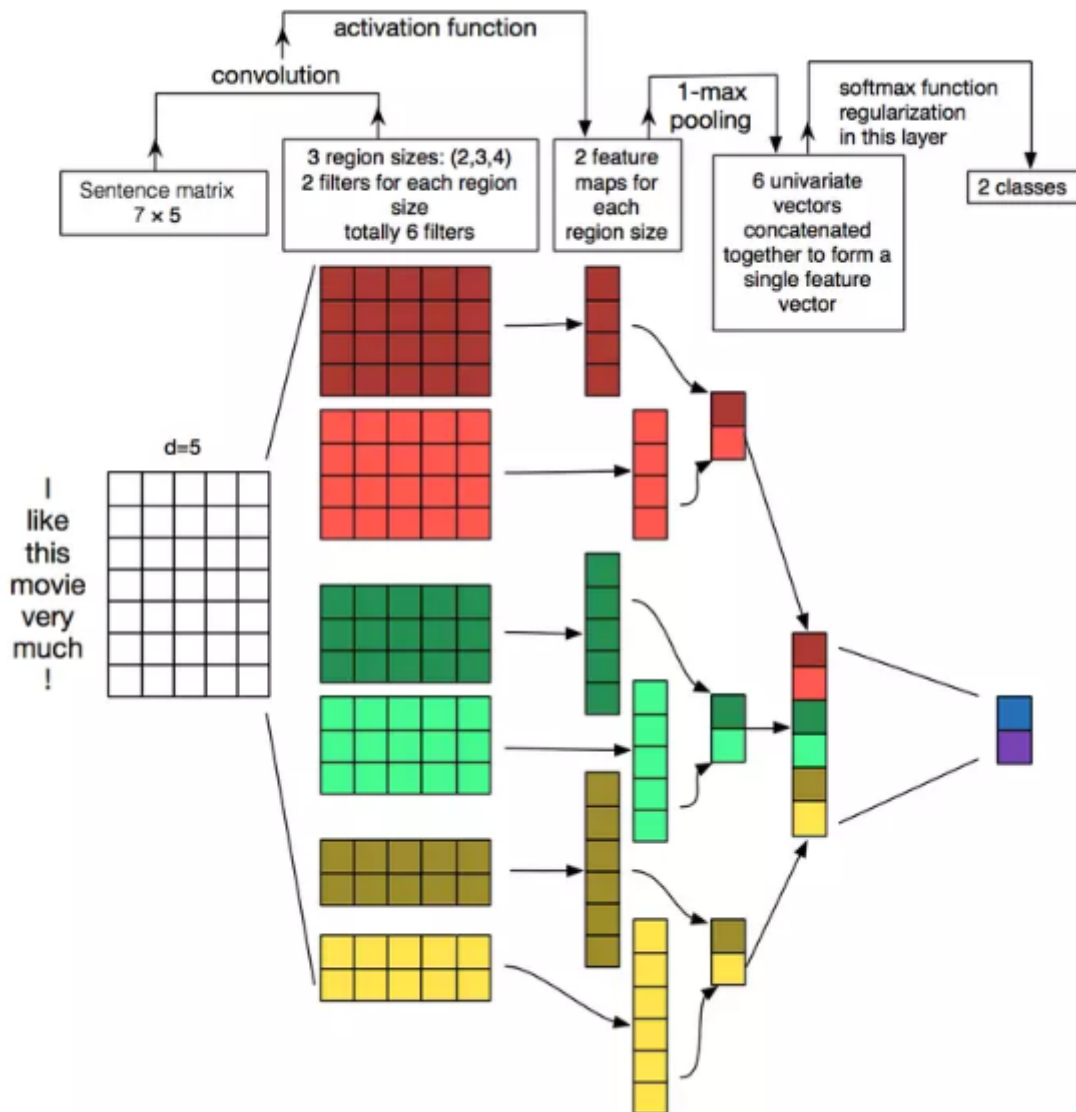 activation function
convolution
1-max
pooling
softmax function
regularization
in this layer
Sentence matrix
7 × 5
3 region sizes: (2,3,4)
2 filters for each region
size
totally 6 filters
2 feature
maps for
each
region size
6 univariate
vectors
concatenated
together to form a
single feature
vector
2 classes
d=5
I
like
this
movie
very
much
!